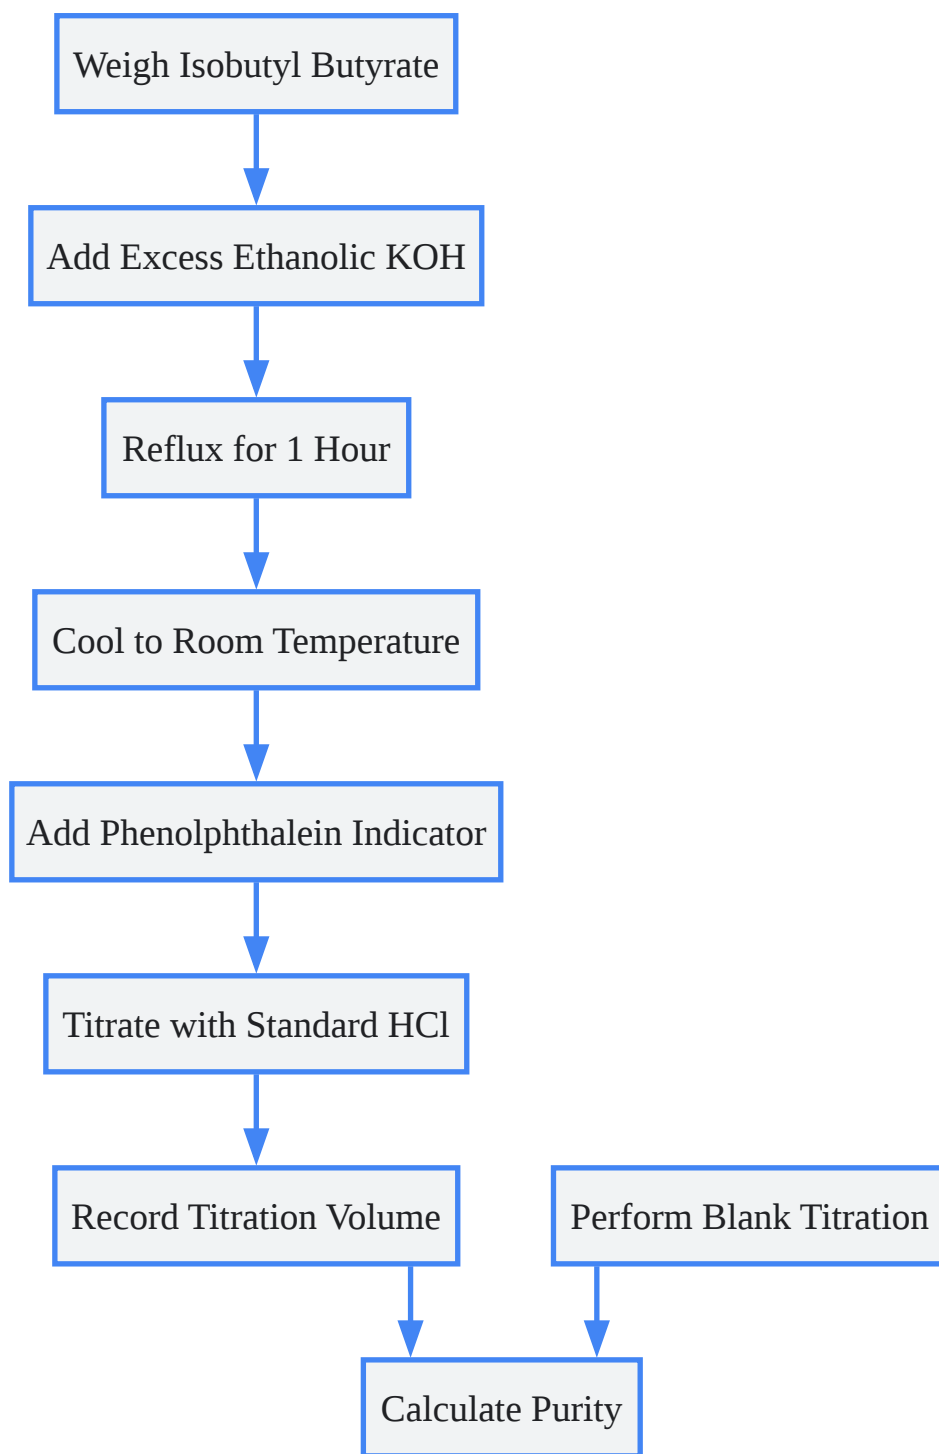 Weigh Isobutyl Butyrate
Add Excess Ethanolic KOH
Reflux for 1 Hour
Cool to Room Temperature
Add Phenolphthalein Indicator
Titrate with Standard HCl
Record Titration Volume
Perform Blank Titration
Calculate Purity